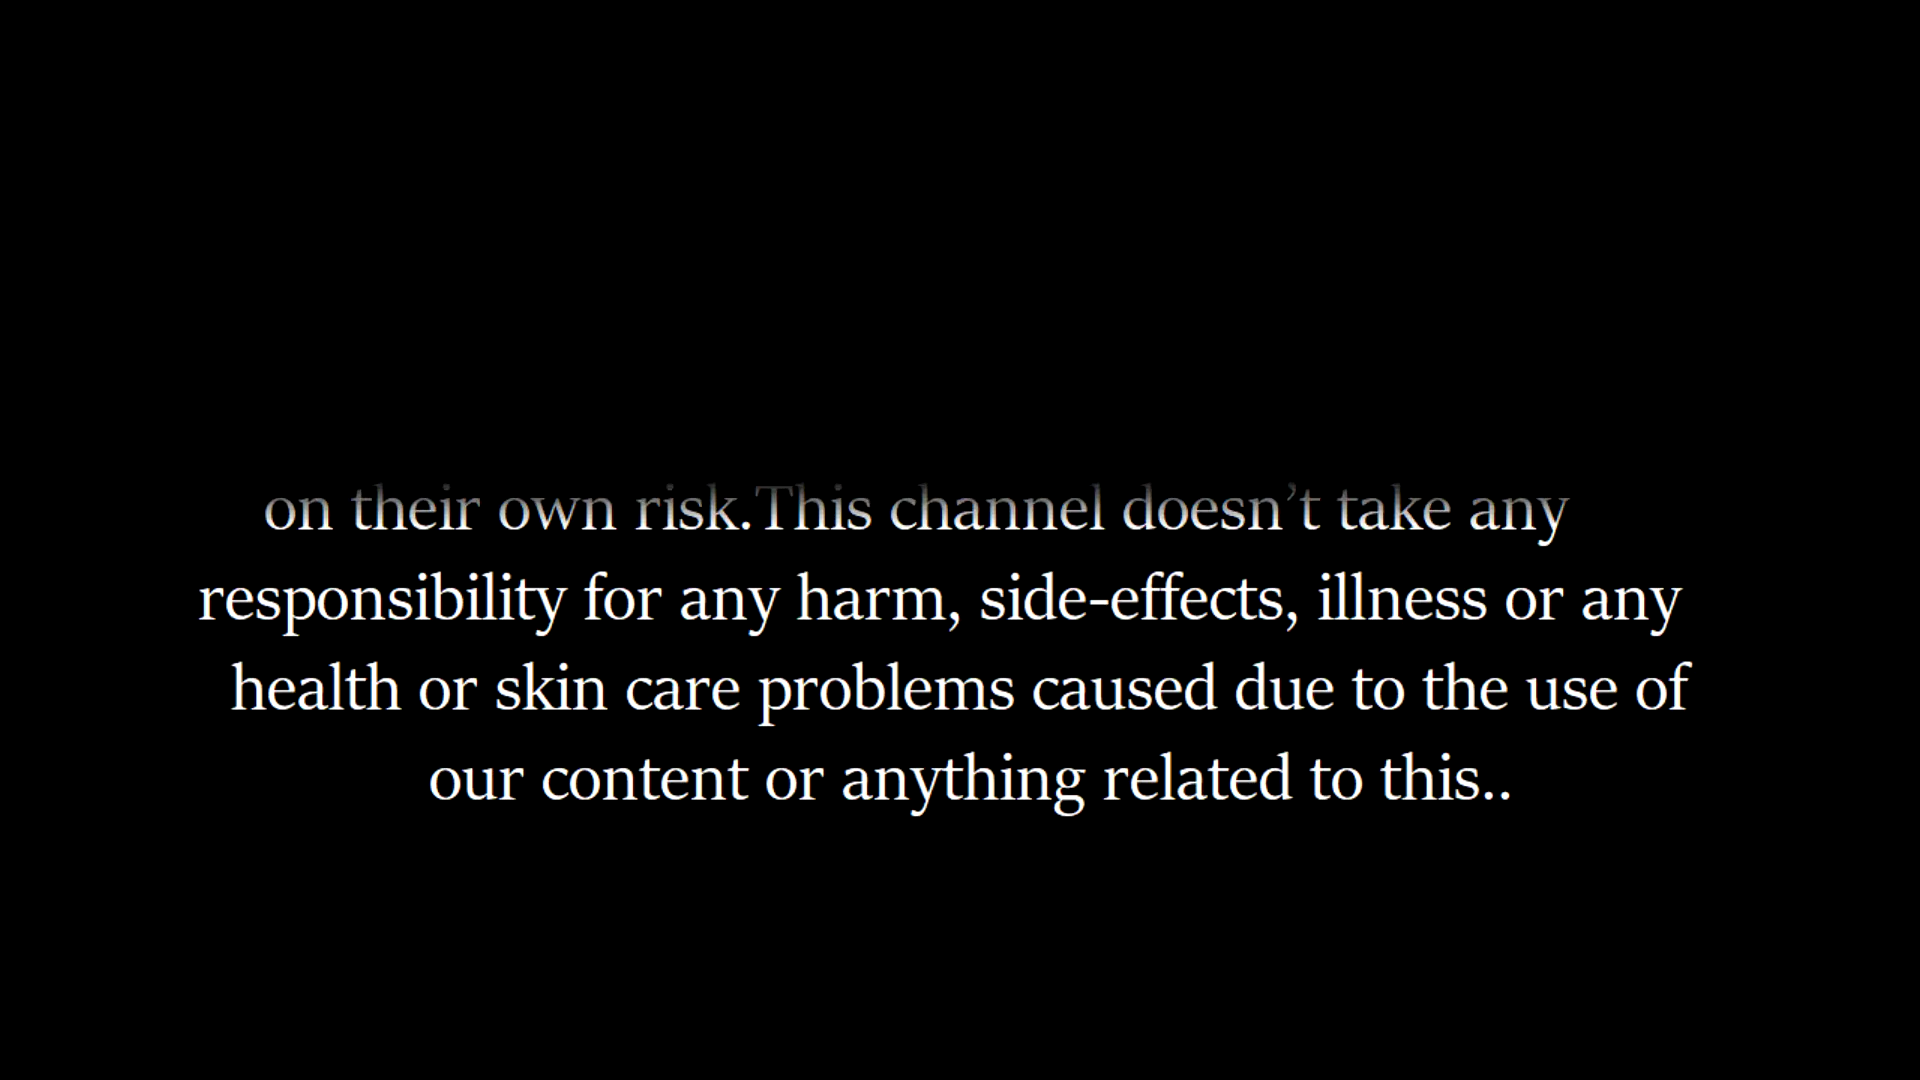 on their own risk.This channel doesn’t take any
responsibility for any harm, side-effects, illness or any
health or skin care problems caused due to the use of
our content or anything related to this..